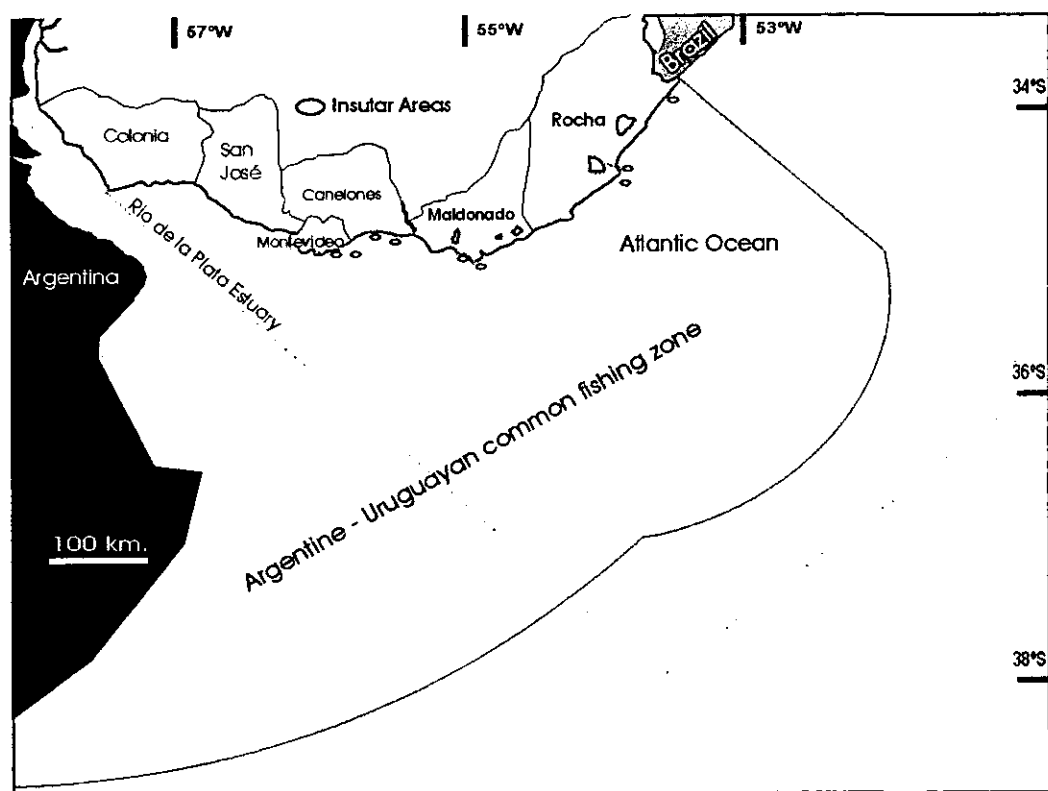 57°W
55°W
53°W
Brazil
34°S
Insular Areas
Rocha
Colonia
San
José
Canelones
Maldonado
Montevideo
Atlantic Ocean
Río de la Plata Estuary
Argentina
36°S
Argentine - Uruguayan common fishing zone
100 km.
38°S